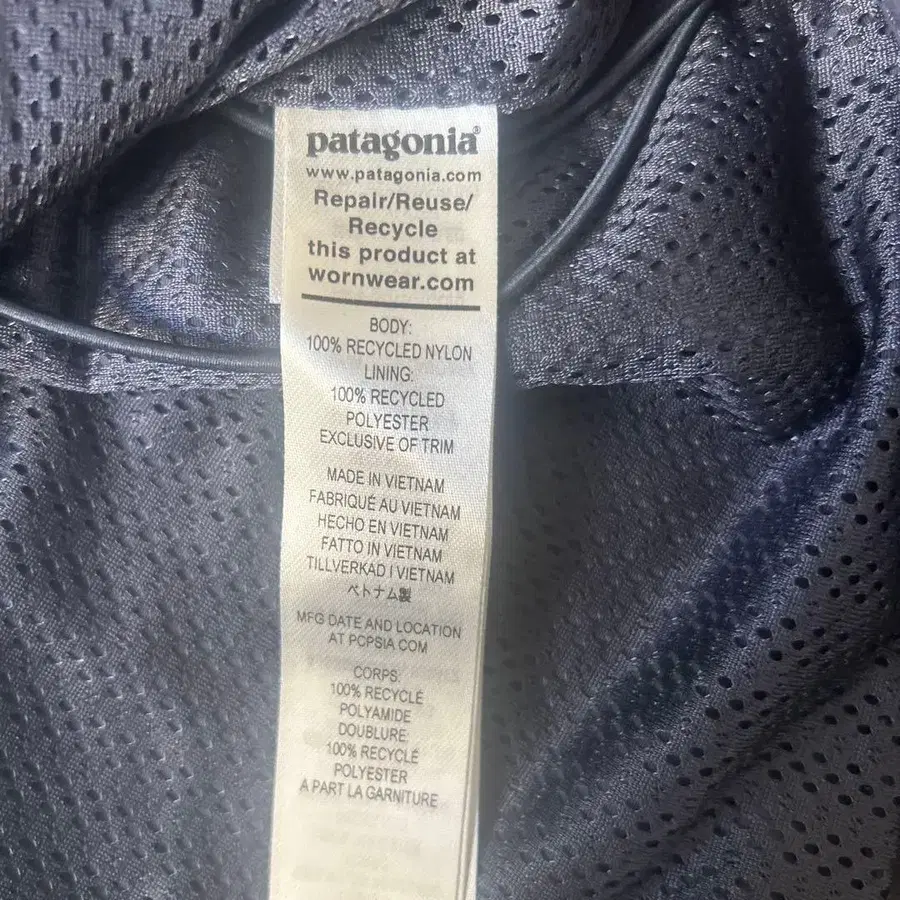 patagonia®
www.patagonia.com
Repair/Reuse/
Recycle
this product at
wornwear.com
BODY:
100% RECYCLED NYLON
LINING:
100% RECYCLED
POLYESTER
EXCLUSIVE OF TRIM
MADE IN VIETNAM
FABRIQUÉ AU VIETNAM
HECHO EN VIETNAM
FATTO IN VIETNAM
TILLVERKAD I VIETNAM
ベトナム製
MFG DATE AND LOCATION
AT PCPSIA COM
CORPS:
100% RECYCLÉ
POLYAMIDE
DOUBLURE:
100% RECYCLÉ
POLYESTER
A PART LA GARNITURE